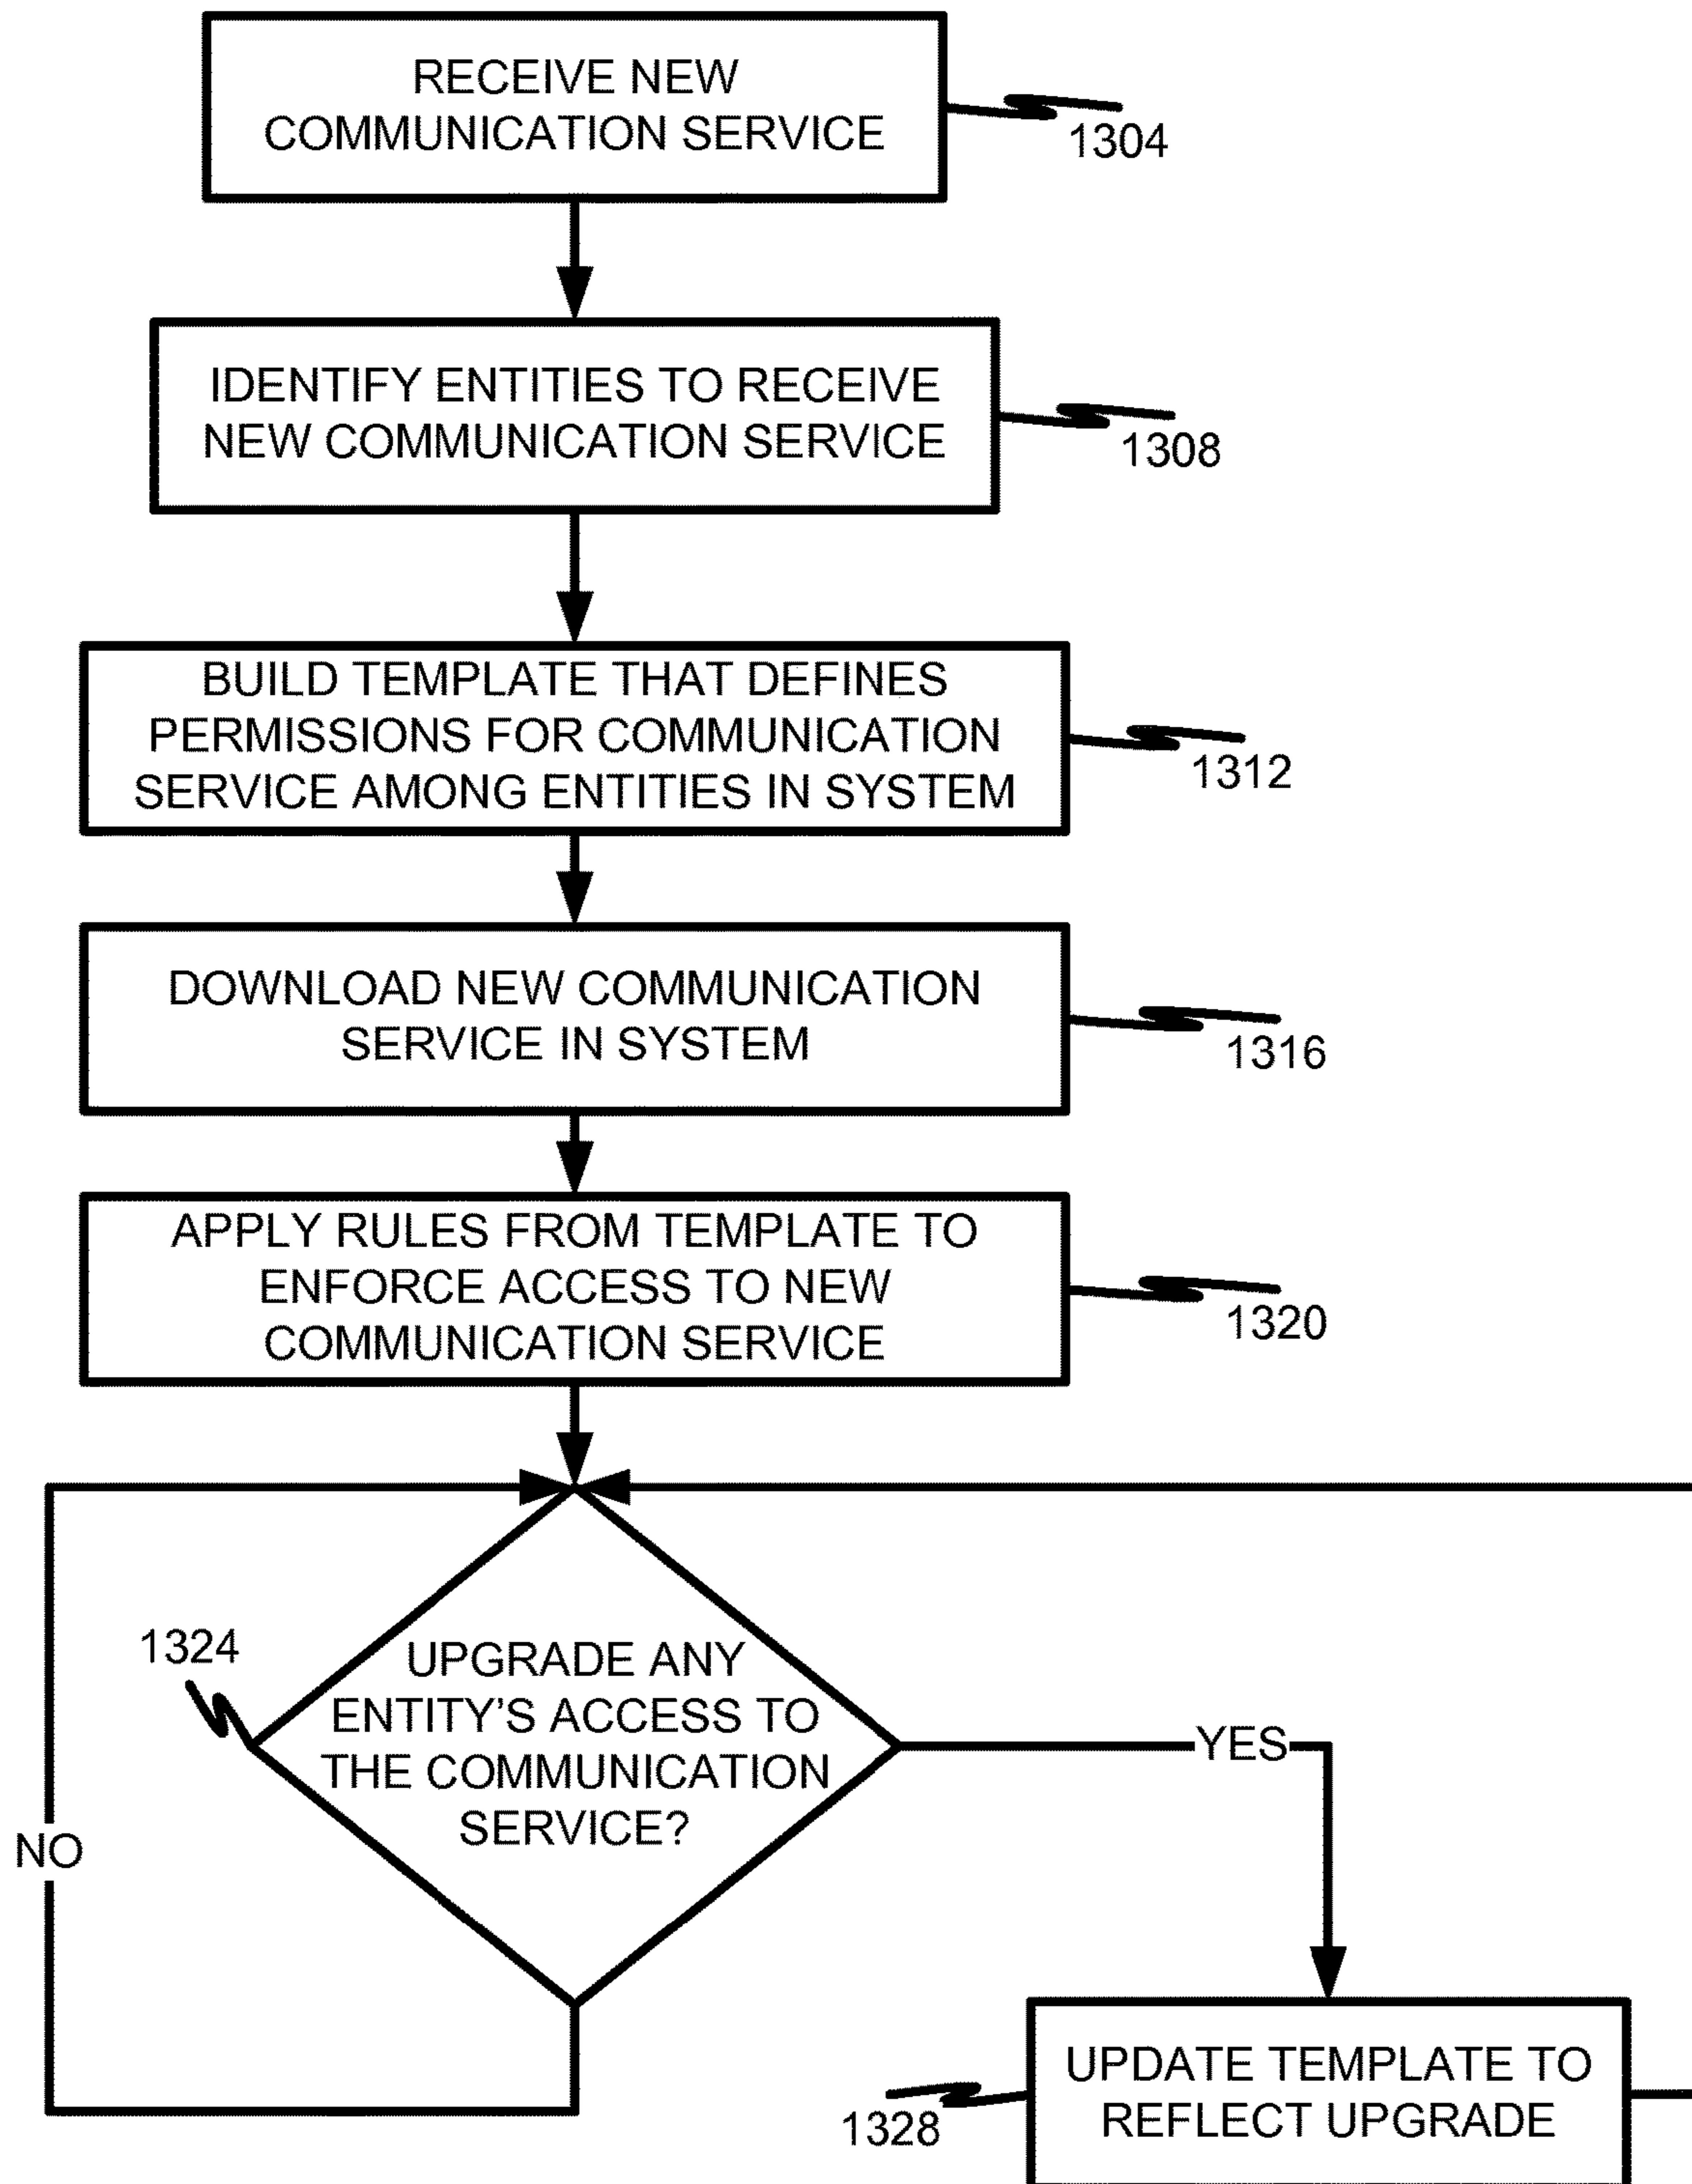 RECEIVE NEW
COMMUNICATION SERVICE
1304
IDENTIFY ENTITIES TO RECEIVE
NEW COMMUNICATION SERVICE
1308
BUILD TEMPLATE THAT DEFINES
PERMISSIONS FOR COMMUNICATION
SERVICE AMONG ENTITIES IN SYSTEM
1312
DOWNLOAD NEW COMMUNICATION
SERVICE IN SYSTEM
1316
APPLY RULES FROM TEMPLATE TO
ENFORCE ACCESS TO NEW
COMMUNICATION SERVICE
1320
1324
UPGRADE ANY
ENTITY’S ACCESS TO
THE COMMUNICATION
SERVICE?
YES
NO
UPDATE TEMPLATE TO
REFLECT UPGRADE
1328